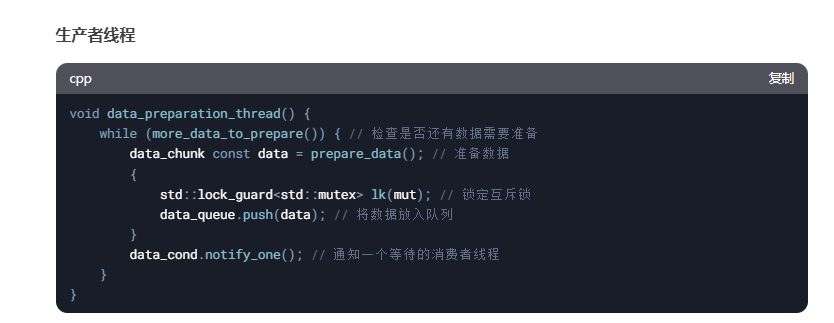 生产者线程
cpp
复制
void data_preparation_thread() {
    while (more_data_to_prepare()) { // 检查是否还有数据需要准备
        data_chunk const data = prepare_data(); // 准备数据
        {
            std::lock_guard<std::mutex> lk(mut); // 锁定互斥锁
            data_queue.push(data); // 将数据放入队列
        }
        data_cond.notify_one(); // 通知一个等待的消费者线程
    }
}